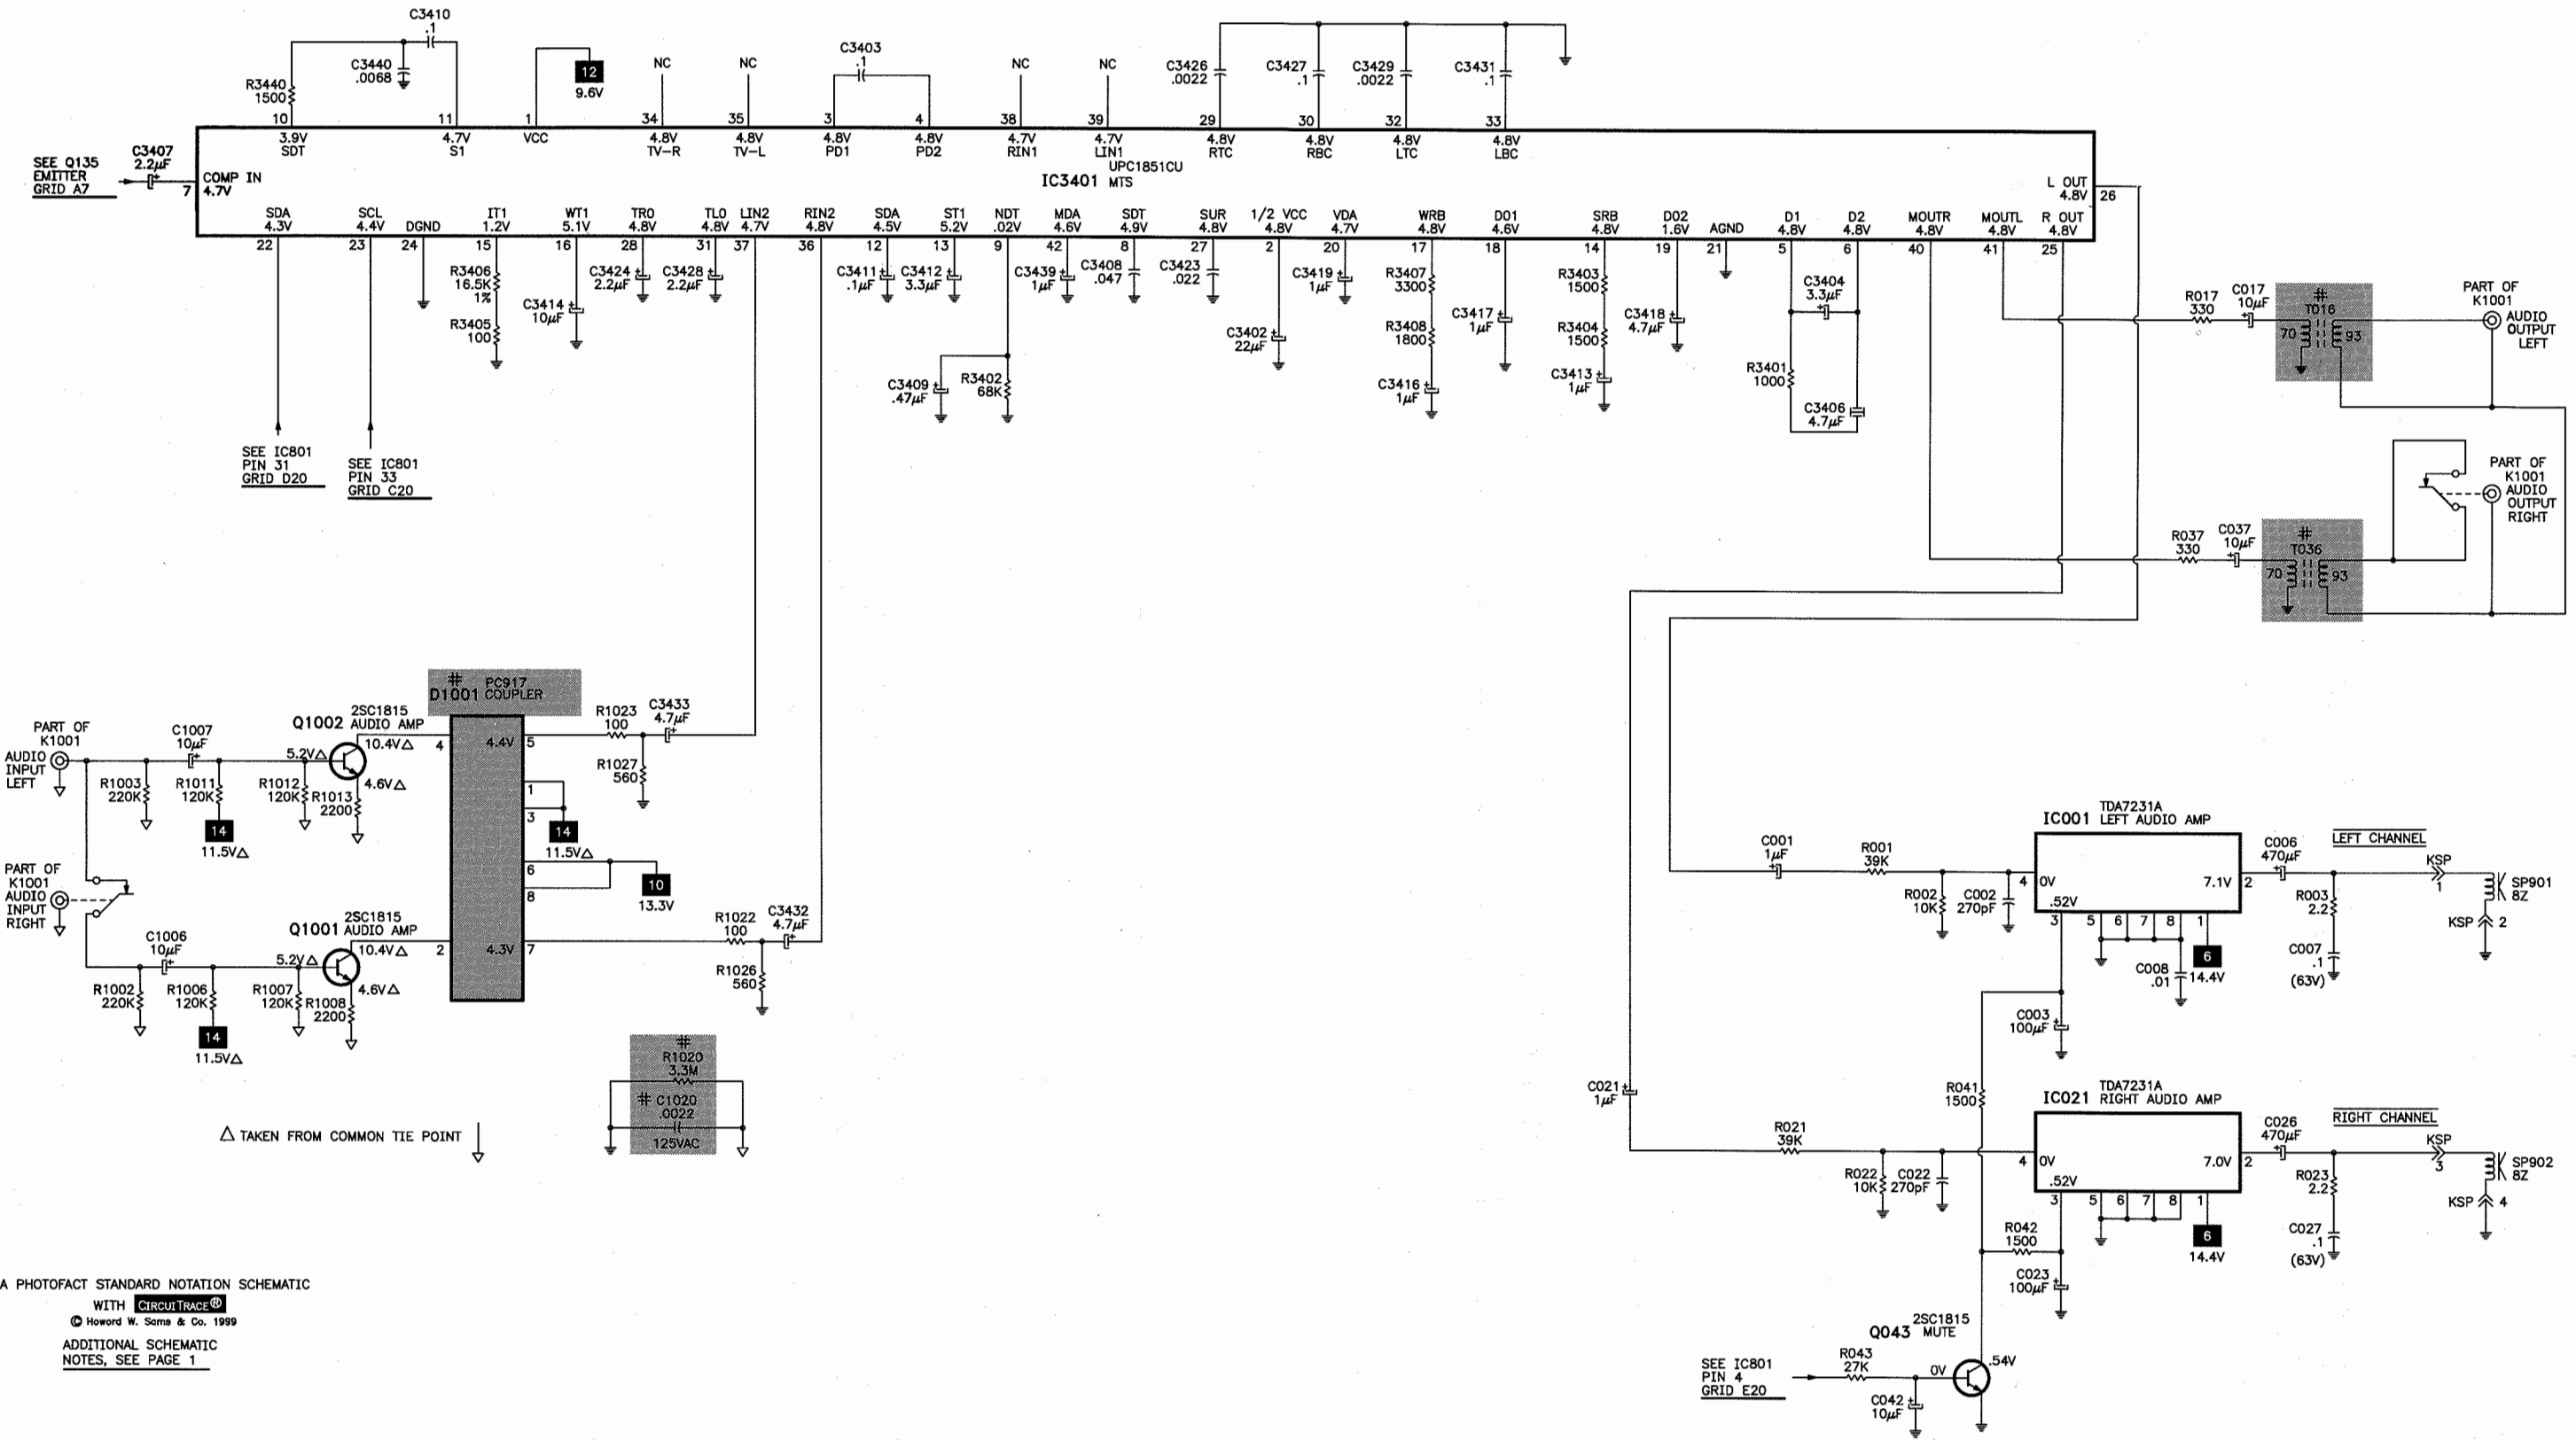 C3410
.1
C3440
.0068
R3440
1500
12
9.6V
NC
NC
C3403
.1
NC
NC
C3426
.0022
C3427
.1
C3429
.0022
C3431
.1
10
11
1
34
35
3
4
38
39
29
30
32
33
3.9V
SDT
4.7V
S1
VCC
4.8V
TV-R
4.8V
TV-L
4.8V
PD1
4.8V
PD2
4.7V
RIN1
4.7V
LIN1
4.8V
RTC
4.8V
RBC
4.8V
LTC
4.8V
LBC
SEE Q135
EMITTER
GRID A7
C3407
2.2µF
7
COMP IN
4.7V
UPC1851CU
IC3401 MTS
L OUT
4.8V
26
SDA
4.3V
SCL
4.4V
DGND
IT1
1.2V
WT1
5.1V
TRO
4.8V
TLO
4.8V
LIN2
4.7V
RIN2
4.8V
SDA
4.5V
ST1
5.2V
NDT
.02V
MDA
4.6V
SDT
4.9V
SUR
4.8V
1/2 VCC
4.8V
VDA
4.7V
WRB
4.8V
DO1
4.6V
SRB
4.8V
DO2
1.6V
AGND
D1
4.8V
D2
4.8V
MOUTR
4.8V
MOUTL
4.8V
R OUT
4.8V
22
23
24
15
16
28
31
37
36
12
13
9
42
8
27
2
20
17
18
14
19
21
5
6
40
41
25
R3406
16.5K
1%
R3405
100
C3414
10µF
C3424
2.2µF
C3428
2.2µF
C3411
.1µF
C3412
3.3µF
C3439
1µF
C3408
.047
C3423
.022
C3402
22µF
C3419
1µF
R3407
3300
R3408
1800
C3416
1µF
C3417
1µF
R3403
1500
R3404
1500
C3413
1µF
C3418
4.7µF
C3404
3.3µF
R3401
1000
C3406
4.7µF
C3409
.47µF
R3402
68K
R017
330
C017
10µF
#
T016
70
93
PART OF
K1001
AUDIO
OUTPUT
LEFT
PART OF
K1001
AUDIO
OUTPUT
RIGHT
R037
330
C037
10µF
#
T036
70
93
SEE IC801
PIN 31
GRID D20
SEE IC801
PIN 33
GRID C20
#
D1001
PC917
COUPLER
PART OF
K1001
AUDIO
INPUT
LEFT
C1007
10µF
Q1002
2SC1815
AUDIO AMP
5.2V△
10.4V△
4.6V△
R1003
220K
R1011
120K
R1012
120K
R1013
2200
14
11.5V△
4
4.4V
5
1
3
14
11.5V△
6
8
10
13.3V
R1023
100
C3433
4.7µF
R1027
560
PART OF
K1001
AUDIO
INPUT
RIGHT
C1006
10µF
Q1001
2SC1815
AUDIO AMP
5.2V△
10.4V△
4.6V△
R1002
220K
R1006
120K
R1007
120K
R1008
2200
14
11.5V△
2
4.3V
7
R1022
100
C3432
4.7µF
R1026
560
#
R1020
3.3M
# C1020
.0022
125VAC
△ TAKEN FROM COMMON TIE POINT
C001
1µF
R001
39K
R002
10K
C002
270pF
IC001
TDA7231A
LEFT AUDIO AMP
4
0V
.52V
7.1V
2
3
5
6
7
8
1
C008
.01
6
14.4V
C003
100µF
C006
470µF
LEFT CHANNEL
R003
2.2
C007
.1
(63V)
KSP
1
SP901
8Z
KSP
2
C021
1µF
R021
39K
R022
10K
C022
270pF
R041
1500
IC021
TDA7231A
RIGHT AUDIO AMP
4
0V
.52V
7.0V
2
3
5
6
7
8
1
6
14.4V
R042
1500
C023
100µF
C026
470µF
RIGHT CHANNEL
R023
2.2
C027
.1
(63V)
KSP
3
SP902
8Z
KSP
4
Q043
2SC1815
MUTE
SEE IC801
PIN 4
GRID E20
R043
27K
0V
.54V
C042
10µF
A PHOTOFACT STANDARD NOTATION SCHEMATIC
WITH CIRCUITRACE®
© Howard W. Sams & Co. 1999
ADDITIONAL SCHEMATIC
NOTES, SEE PAGE 1